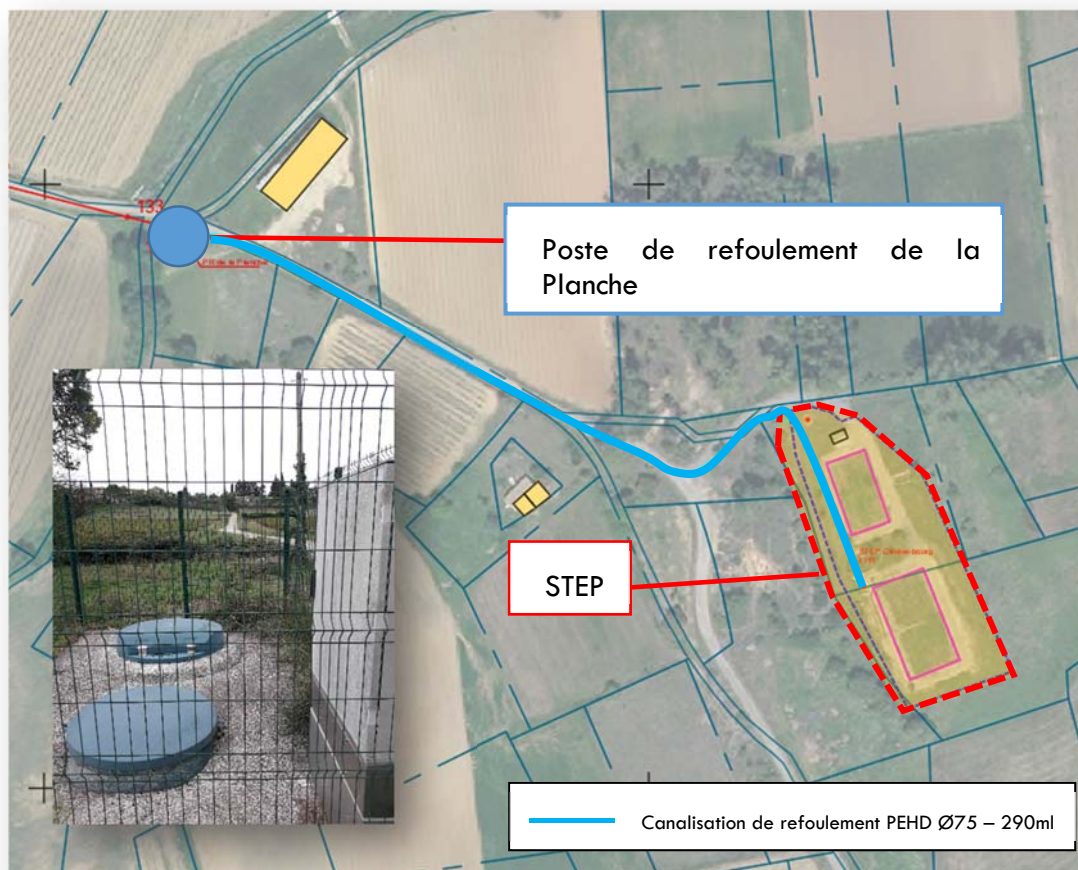 133
Poste de refoulement de la
Planche
STEP
Canalisation de refoulement PEHD Ø75 – 290ml